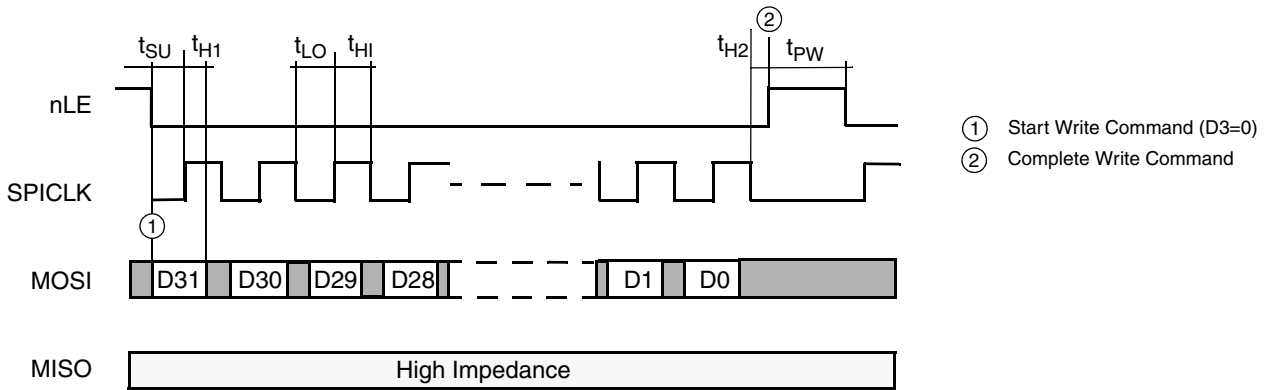 2
tSU tH1 tLO tHI tH2 tPW
nLE
1 Start Write Command (D3=0)
2 Complete Write Command
SPICLK
1
MOSI D31 D30 D29 D28 D1 D0
MISO High Impedance